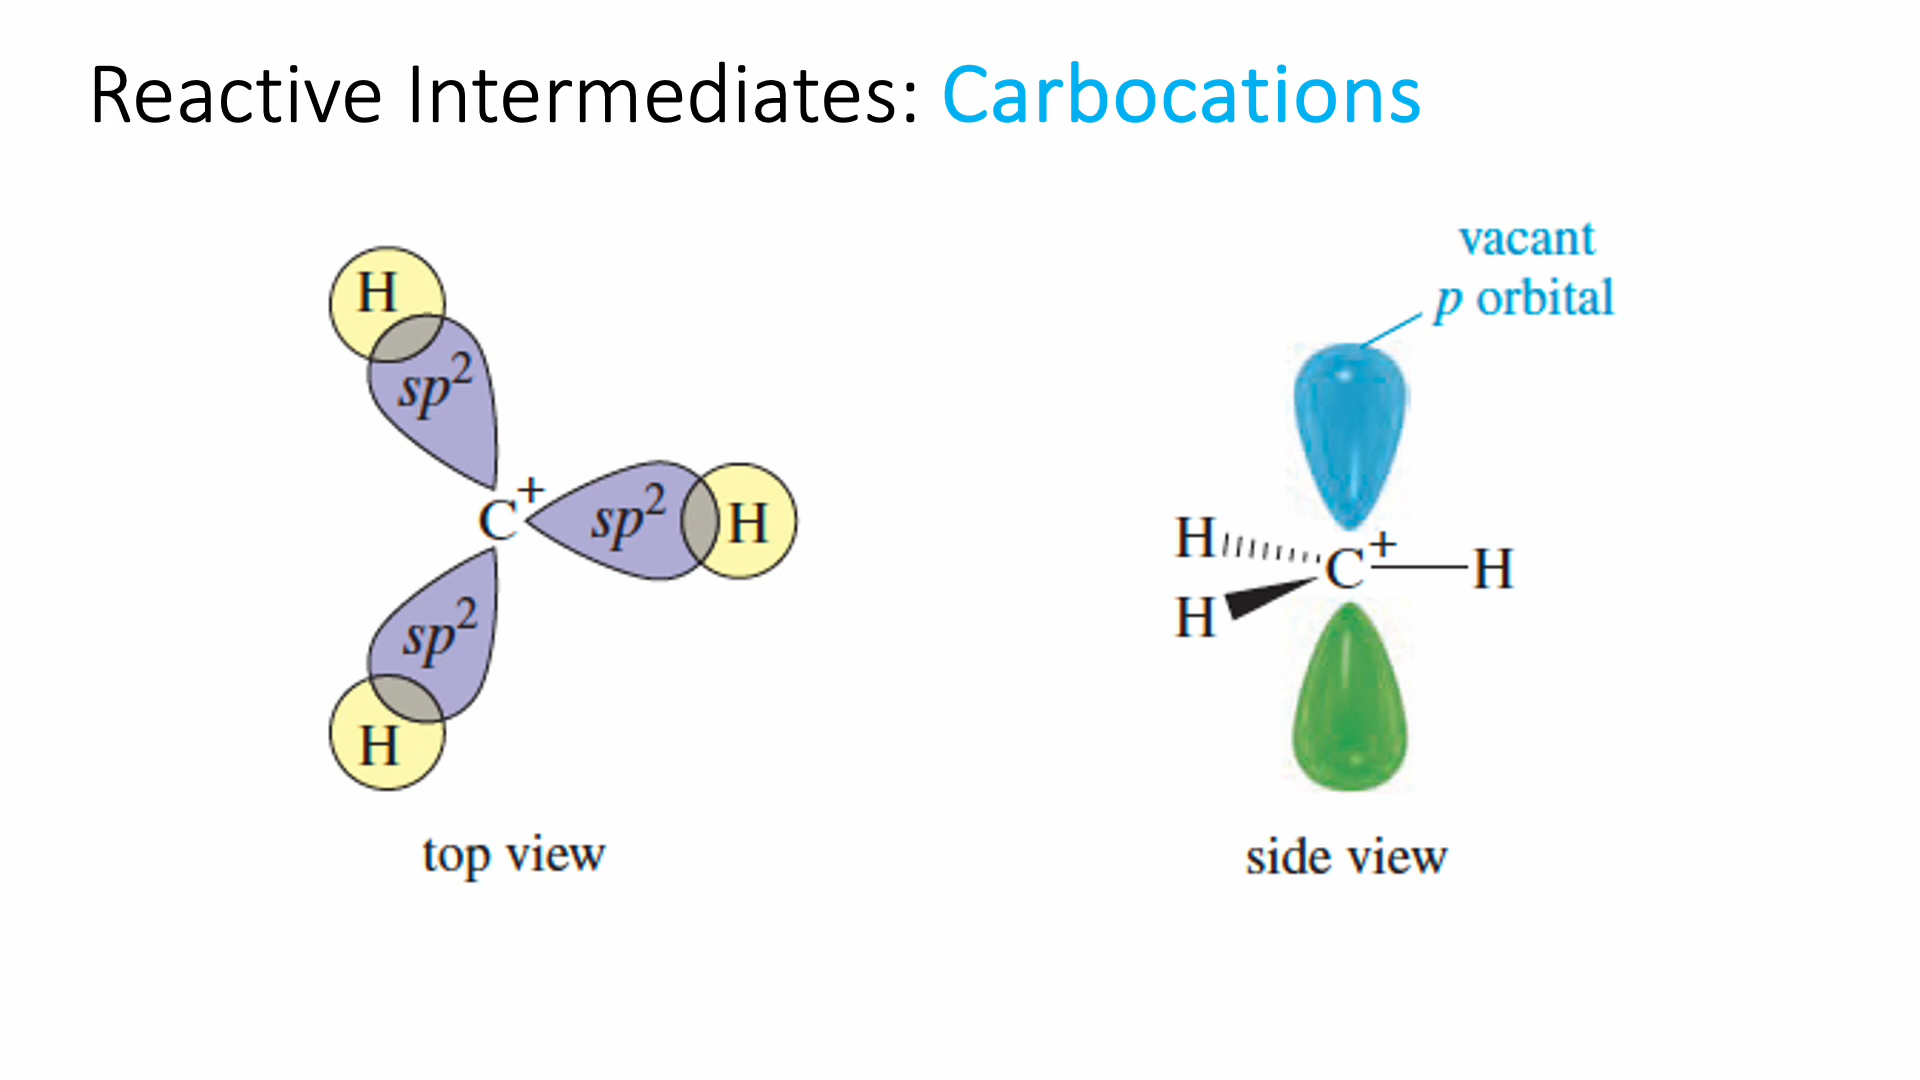 Reactive Intermediates: Carbocations
H
sp²
C⁺
sp²
H
sp²
H
top view
vacant
p orbital
H
C⁺
H
H
side view